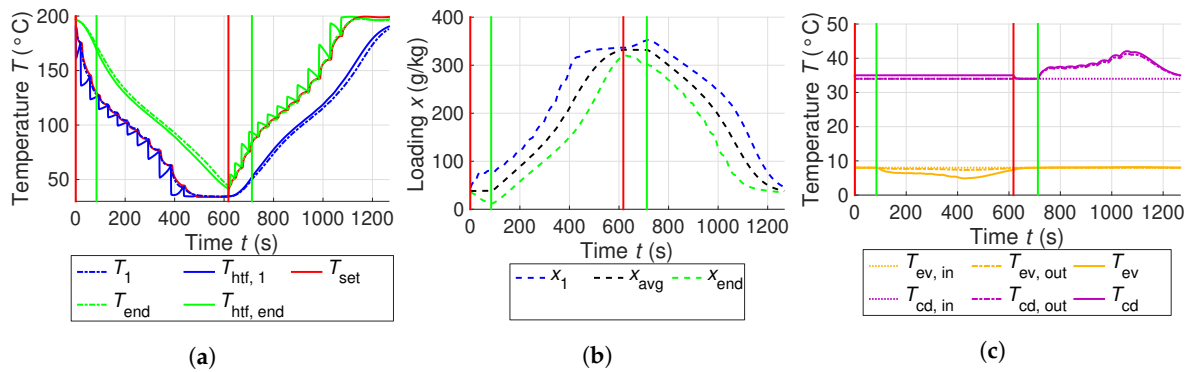 200
150
100
50
Temperature T (°C)
0 200 400 600 800 1000 1200
Time t (s)
T1 Thtf, 1 Tset
Tend Thtf, end
(a)
400
300
200
100
0
Loading x (g/kg)
0 200 400 600 800 1000 1200
Time t (s)
x1 xavg xend
(b)
50
40
30
20
10
0
Temperature T (°C)
0 200 400 600 800 1000 1200
Time t (s)
Tev, in Tev, out Tev
Tcd, in Tcd, out Tcd
(c)